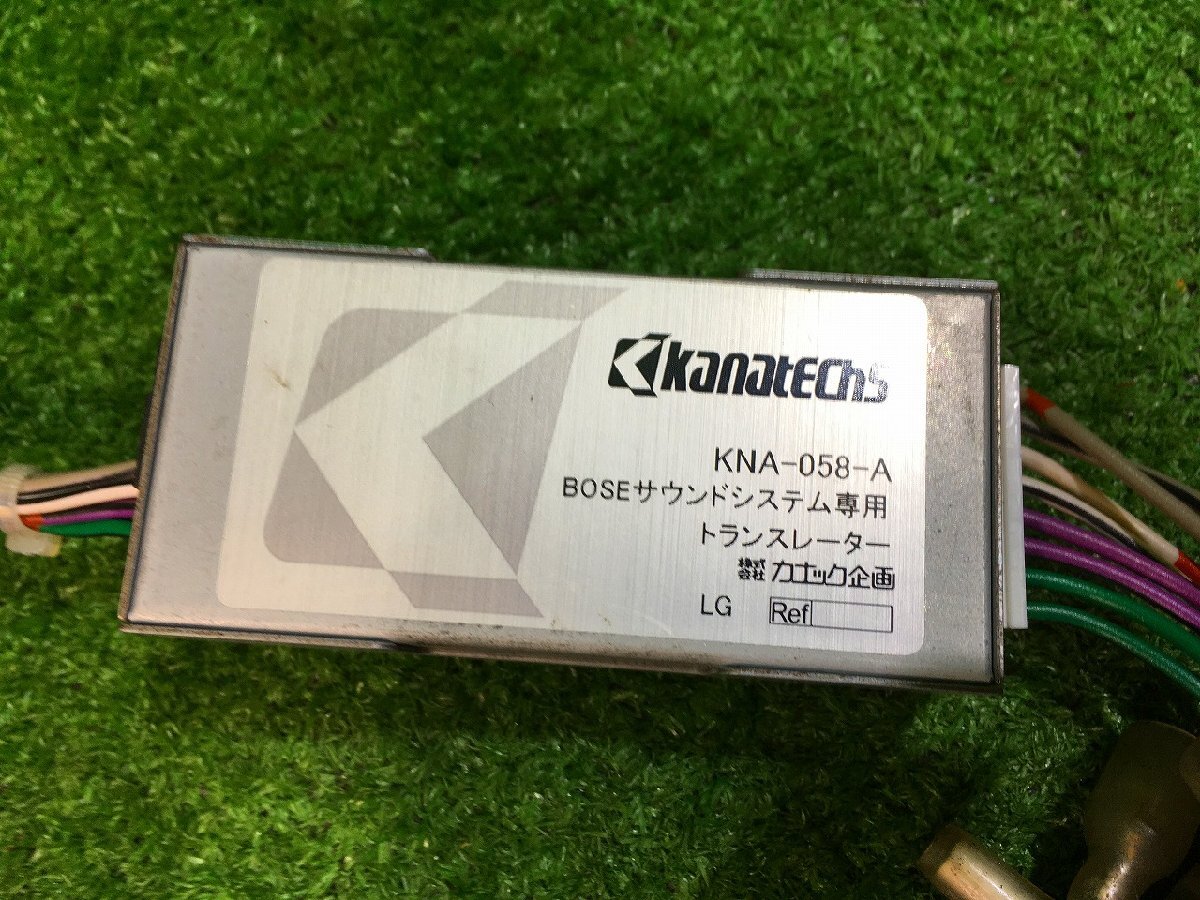 kanatechs
KNA-058-A
BOSEサウンドシステム専用
トランスレーター
株式会社 カナック企画
LG Ref